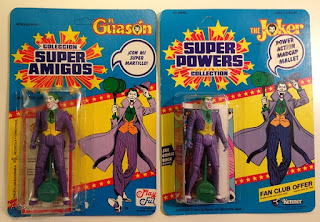 El Guasón
COLECCION
SUPER
AMIGOS
¡CON MI
SUPER
MARTILLO!
The Joker
SUPER
POWERS
COLLECTION
POWER
ACTION
MADCAP
MALLET
FAN CLUB OFFER
Kenner